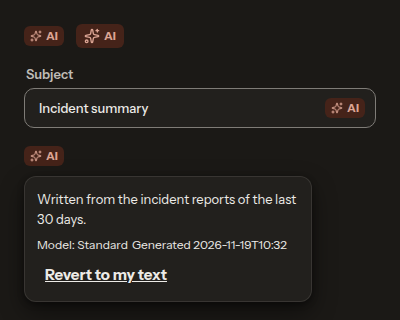 AI AI
Subject
Incident summary AI
AI
Written from the incident reports of the last
30 days.
Model: Standard Generated 2026-11-19T10:32
Revert to my text